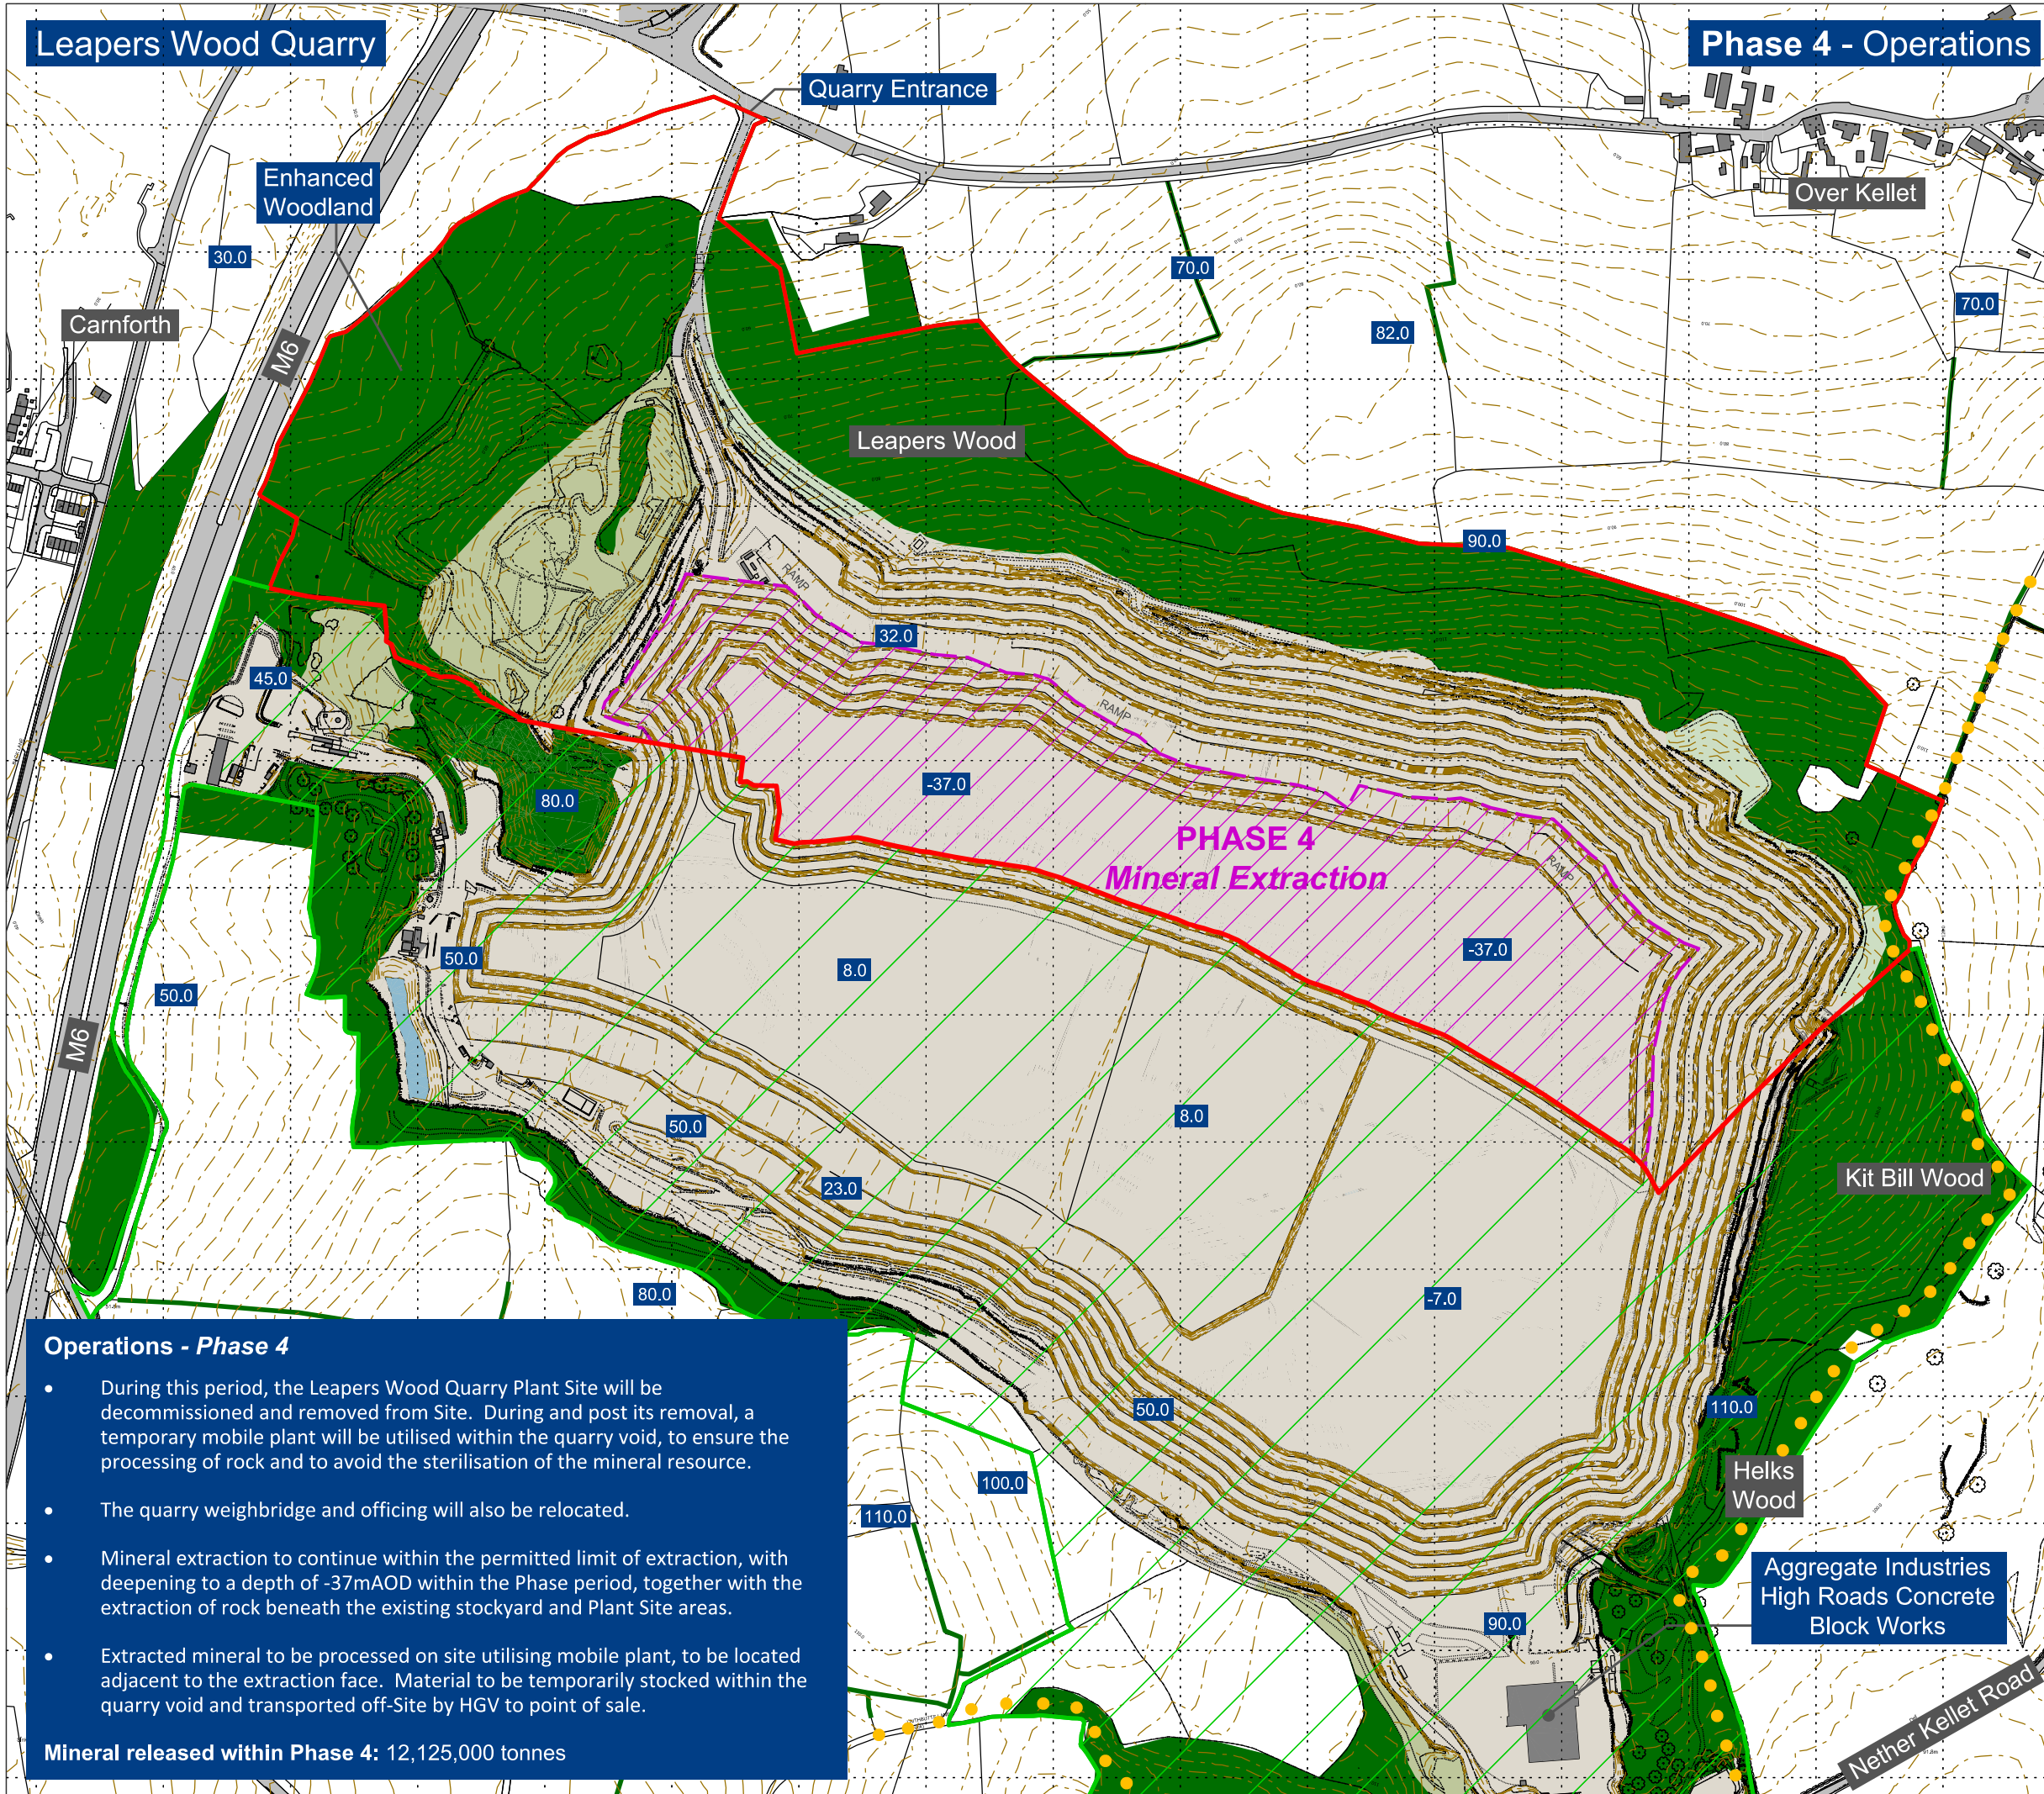 Leapers Wood Quarry
Phase 4 - Operations
Quarry Entrance
Enhanced
Woodland
Over Kellet
30.0
70.0
70.0
Carnforth
82.0
M6
Leapers Wood
90.0
RAMP
32.0
45.0
RAMP
-37.0
80.0
PHASE 4
Mineral Extraction
RAMP
-37.0
50.0
8.0
50.0
M6
8.0
50.0
Kit Bill Wood
23.0
80.0
-7.0
50.0
110.0
Helks
Wood
100.0
110.0
Aggregate Industries
High Roads Concrete
Block Works
90.0
Nether Kellet Road
Operations - Phase 4
• During this period, the Leapers Wood Quarry Plant Site will be
decommissioned and removed from Site. During and post its removal, a
temporary mobile plant will be utilised within the quarry void, to ensure the
processing of rock and to avoid the sterilisation of the mineral resource.
• The quarry weighbridge and officing will also be relocated.
• Mineral extraction to continue within the permitted limit of extraction, with
deepening to a depth of -37mAOD within the Phase period, together with the
extraction of rock beneath the existing stockyard and Plant Site areas.
• Extracted mineral to be processed on site utilising mobile plant, to be located
adjacent to the extraction face. Material to be temporarily stocked within the
quarry void and transported off-Site by HGV to point of sale.
Mineral released within Phase 4: 12,125,000 tonnes